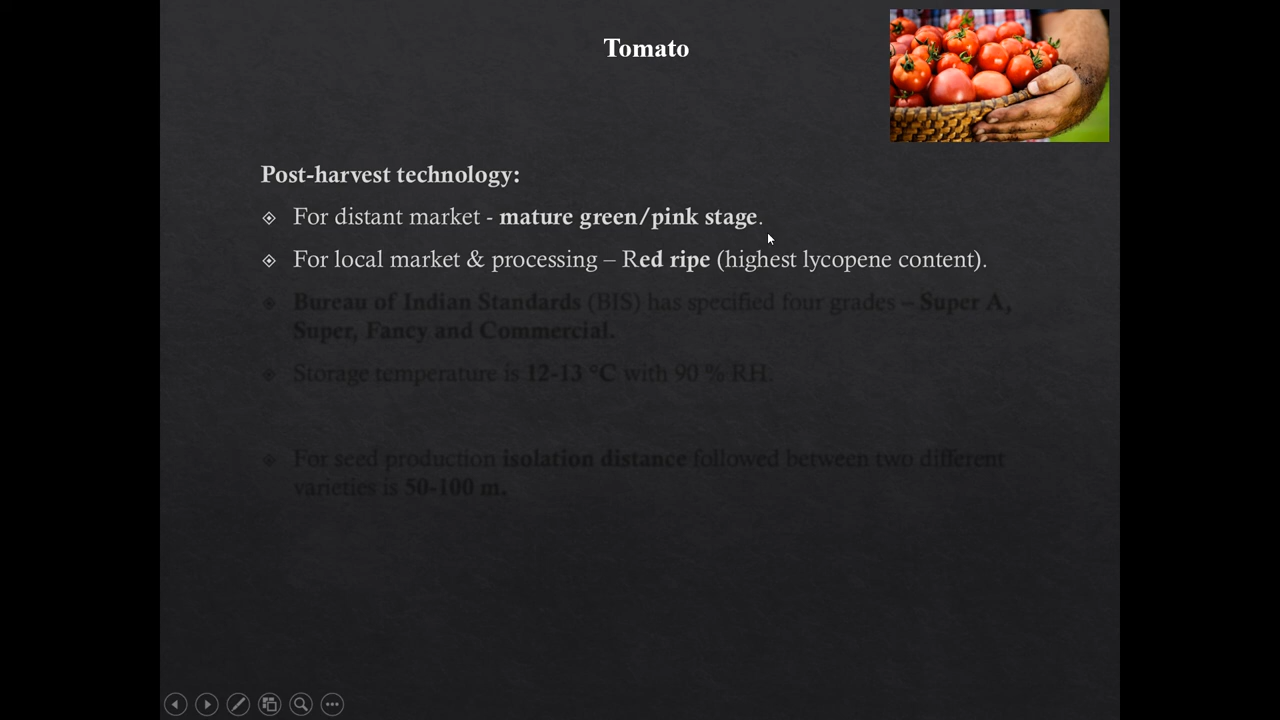 Tomato
Post-harvest technology:
For distant market - mature green/pink stage.
For local market & processing – Red ripe (highest lycopene content).
Bureau of Indian Standards (BIS) has specified four grades – Super A,
Super, Fancy and Commercial.
Storage temperature is 12-13 °C with 90 % RH.
For seed production isolation distance followed between two different
varieties is 50-100 m.